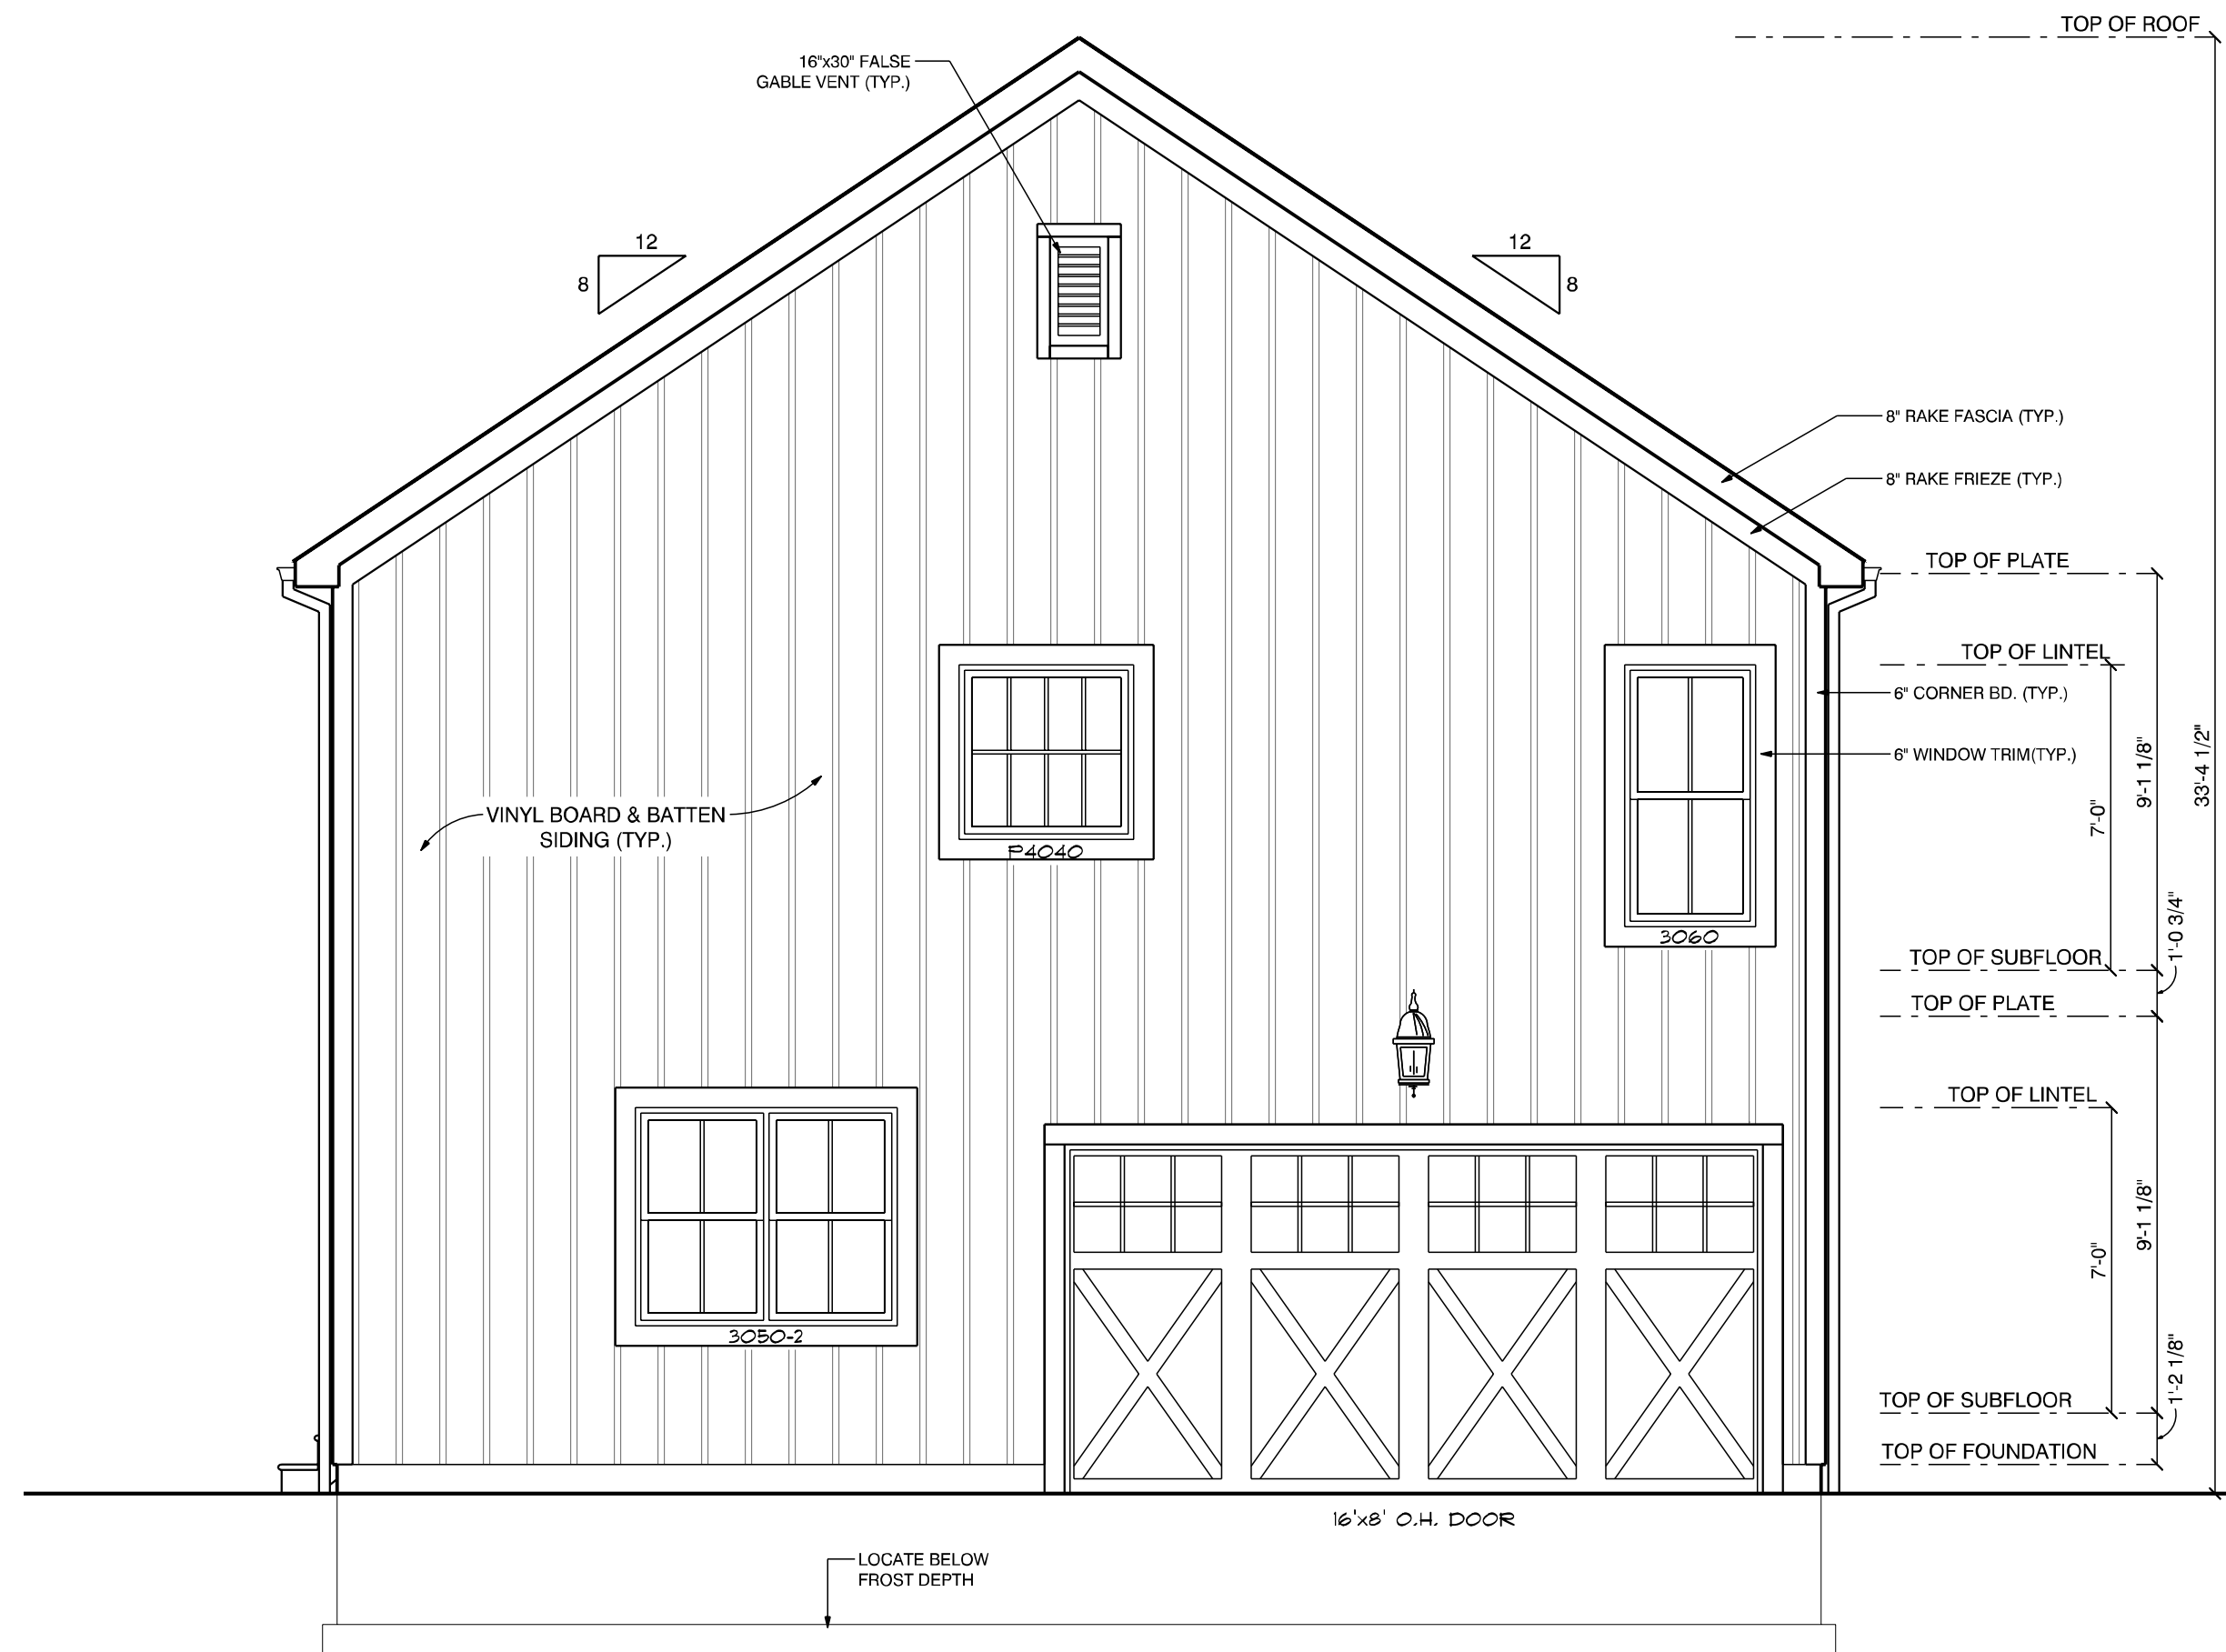 TOP OF ROOF
16"x30" FALSE
GABLE VENT (TYP.)
12
8
12
8
8" RAKE FASCIA (TYP.)
8" RAKE FRIEZE (TYP.)
TOP OF PLATE
TOP OF LINTEL
6" CORNER BD. (TYP.)
6" WINDOW TRIM(TYP.)
7'-0"
9'-1 1/8"
33'-4 1/2"
VINYL BOARD & BATTEN
SIDING (TYP.)
P4040
3060
1'-0 3/4"
TOP OF SUBFLOOR
TOP OF PLATE
TOP OF LINTEL
7'-0"
9'-1 1/8"
3050-2
1'-2 1/8"
TOP OF SUBFLOOR
TOP OF FOUNDATION
16'x8' O.H. DOOR
LOCATE BELOW
FROST DEPTH